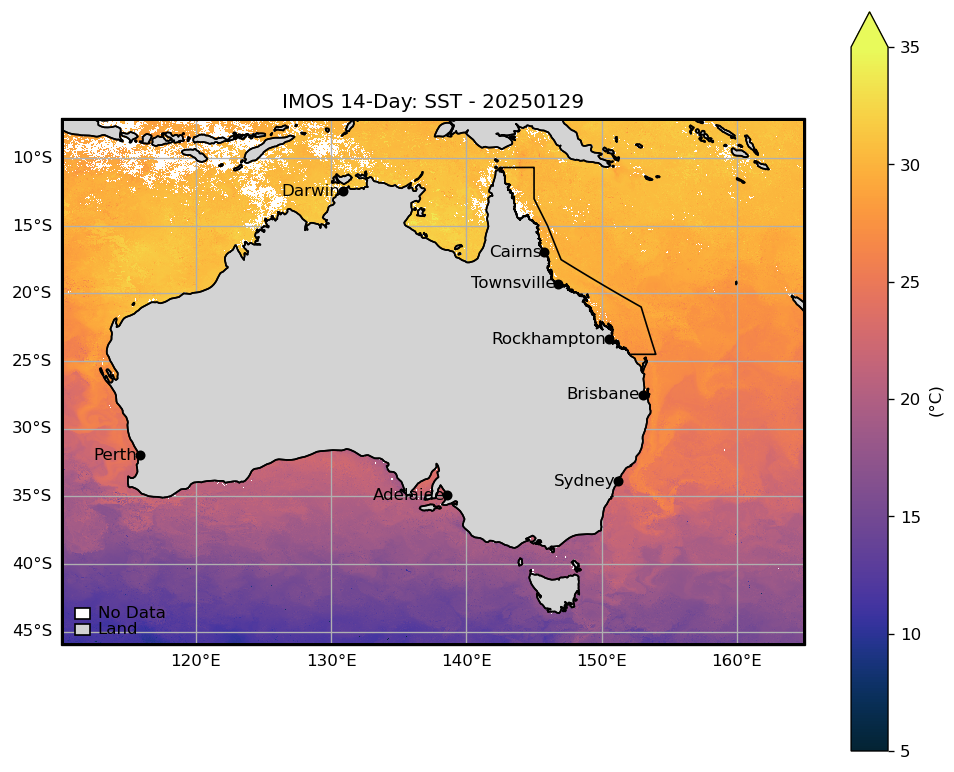 IMOS 14-Day: SST - 20250129
35
30
25
20
15
10
5
(°C)
10°S
15°S
20°S
25°S
30°S
35°S
40°S
45°S
Darwin
Cairns
Townsville
Rockhampton
Brisbane
Perth
Sydney
Adelaide
No Data
Land
120°E
130°E
140°E
150°E
160°E